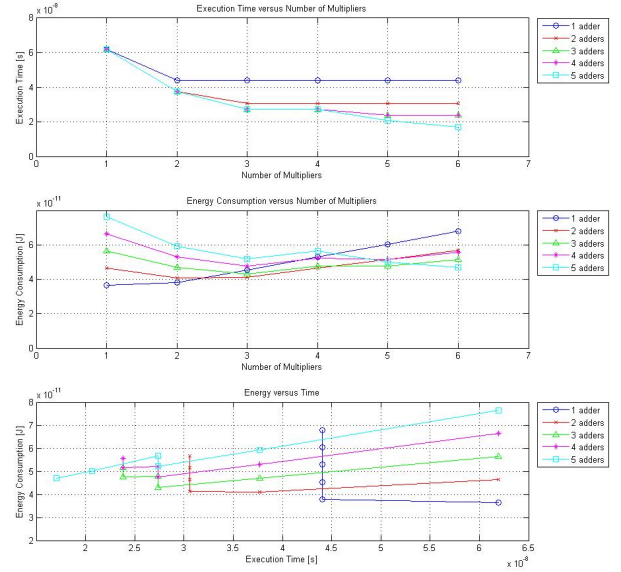 Execution Time versus Number of Multipliers
x 10^-8
8
6
4
2
0
0 1 2 3 4 5 6 7
Execution Time [s]
Number of Multipliers
1 adder
2 adders
3 adders
4 adders
5 adders
Energy Consumption versus Number of Multipliers
x 10^-11
6
4
2
0
0 1 2 3 4 5 6 7
Energy Consumption [J]
Number of Multipliers
1 adder
2 adders
3 adders
4 adders
5 adders
Energy versus Time
x 10^-11
8
7
6
5
4
3
2
2 2.5 3 3.5 4 4.5 5 5.5 6 6.5
x 10^-8
Energy Consumption [J]
Execution Time [s]
1 adder
2 adders
3 adders
4 adders
5 adders